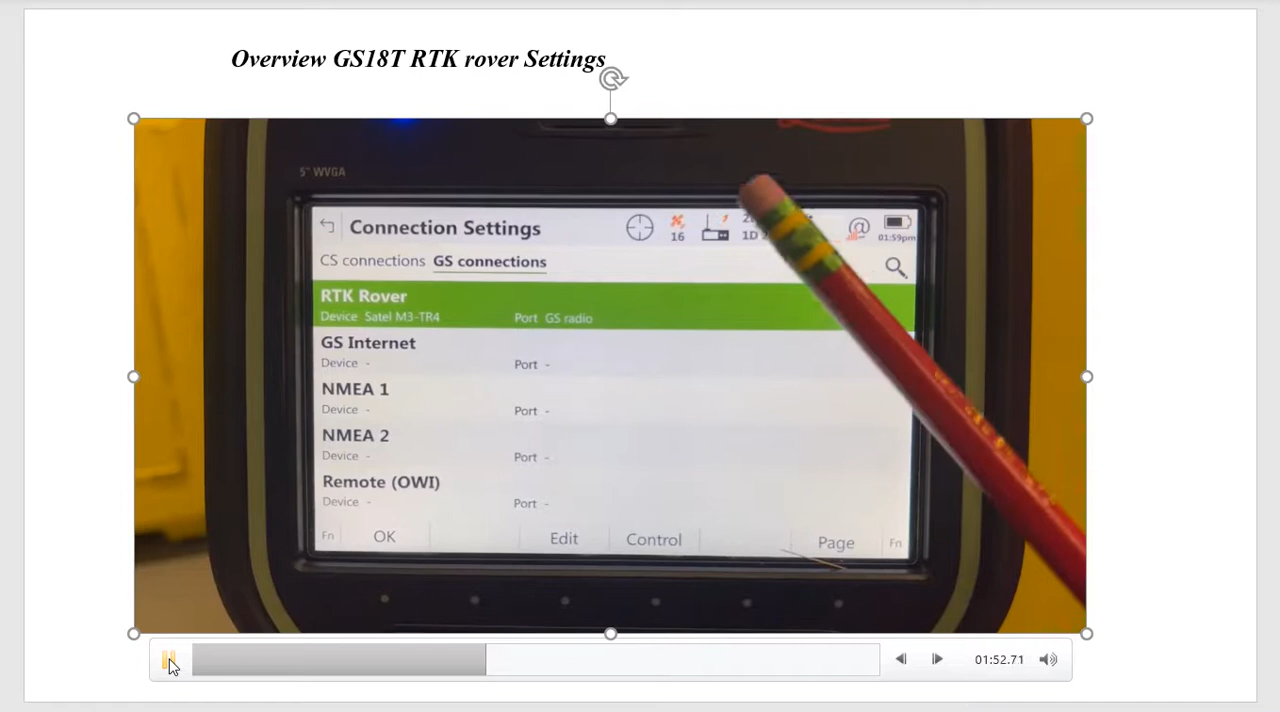 Overview GS18T RTK rover Settings
5" WVGA
Connection Settings
16
1D
01:59pm
CS connections GS connections
RTK Rover
Device Satel M3-TR4 Port GS radio
GS Internet
Device - Port -
NMEA 1
Device - Port -
NMEA 2
Device - Port -
Remote (OWI)
Device - Port -
Fn OK Edit Control Page Fn
01:52.71